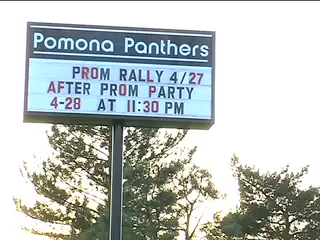 Pomona Panthers
PROM RALLY 4/27
AFTER PROM PARTY
4-28 AT 11:30 PM